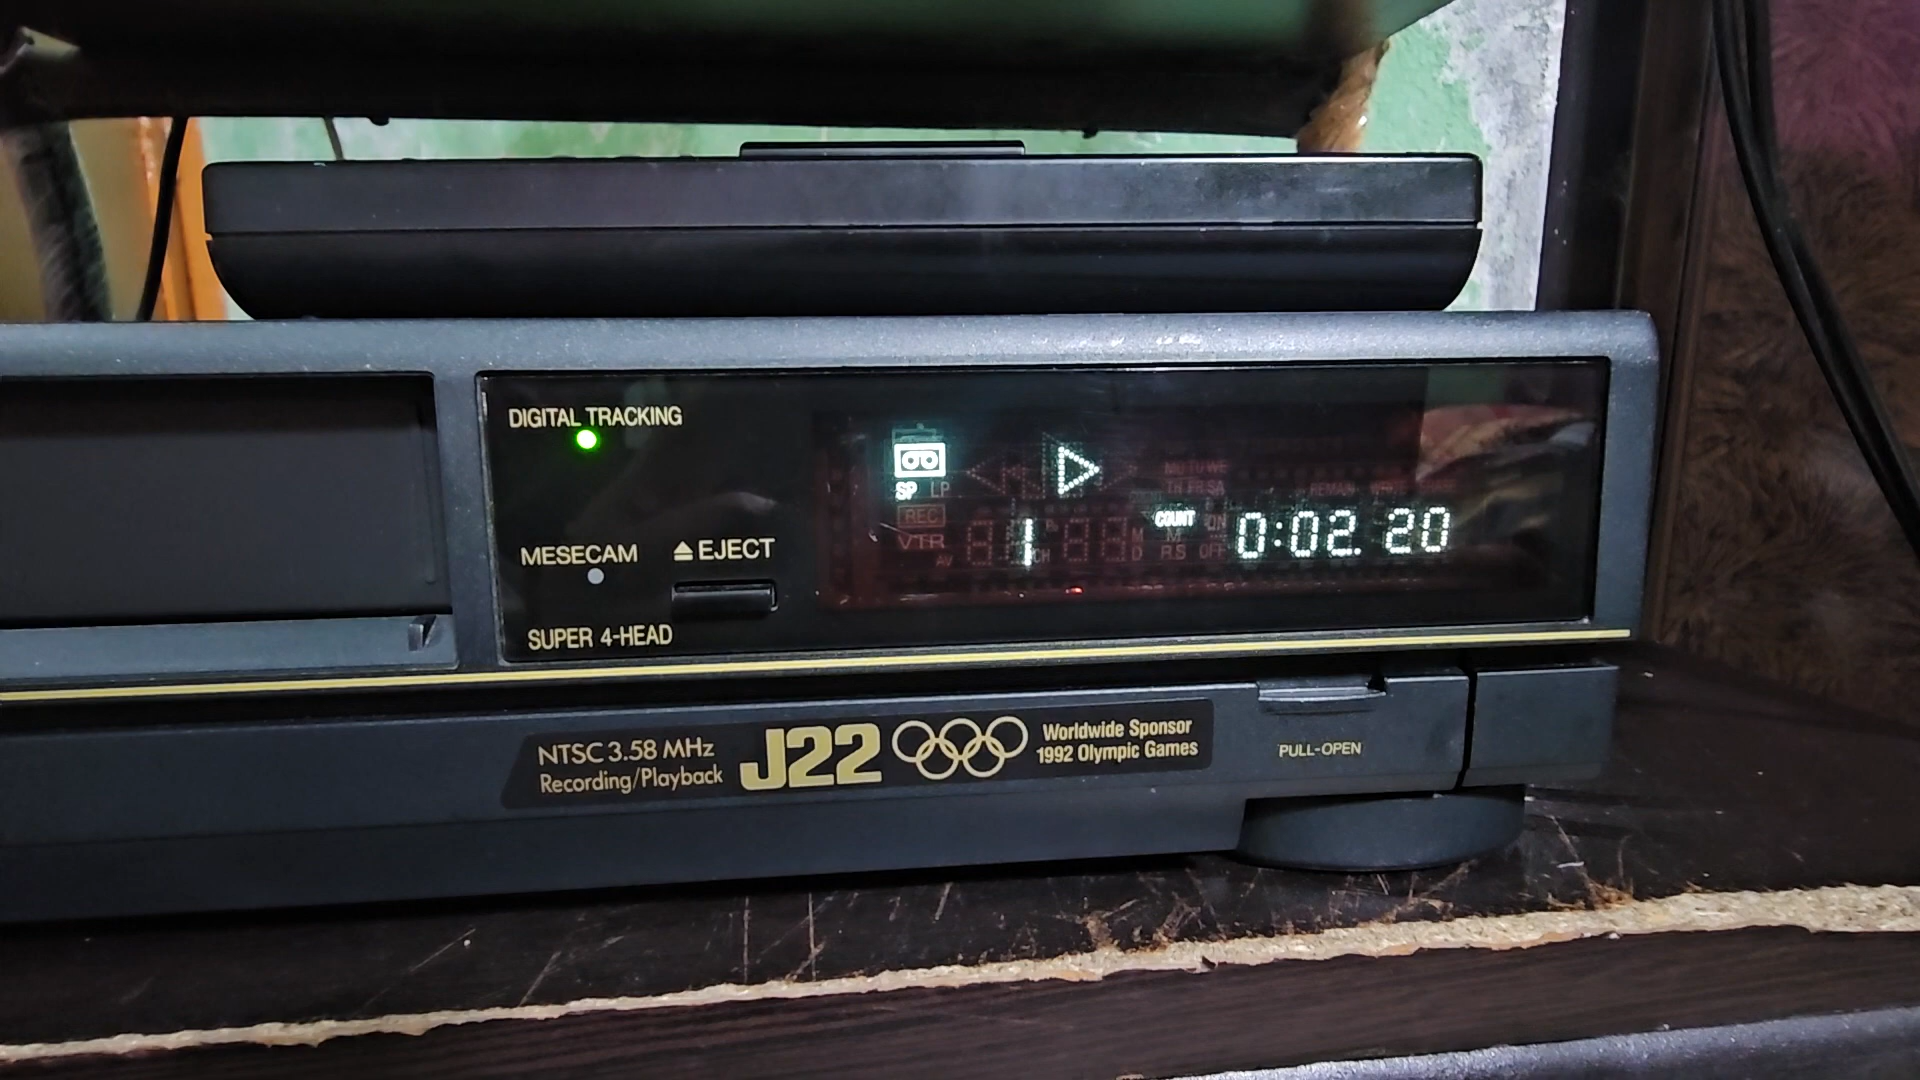 DIGITAL TRACKING
SP LP
REC
VTR
AV
1
CH
MO TU WE
TH FR SA
REMAIN
COUNT
ON
OFF
M
D
M
R.S
0:02. 20
MESECAM
EJECT
SUPER 4-HEAD
NTSC 3.58 MHz
Recording/Playback
J22
Worldwide Sponsor
1992 Olympic Games
PULL-OPEN